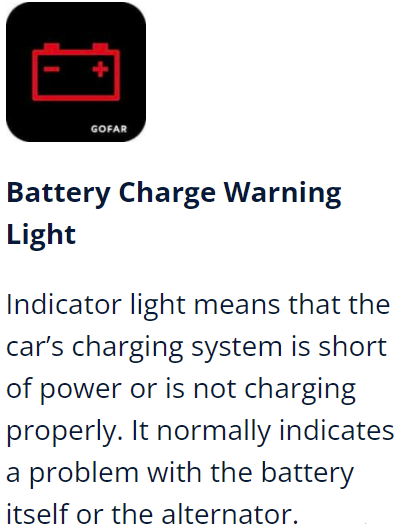 GOFAR
Battery Charge Warning
Light
Indicator light means that the
car’s charging system is short
of power or is not charging
properly. It normally indicates
a problem with the battery
itself or the alternator.